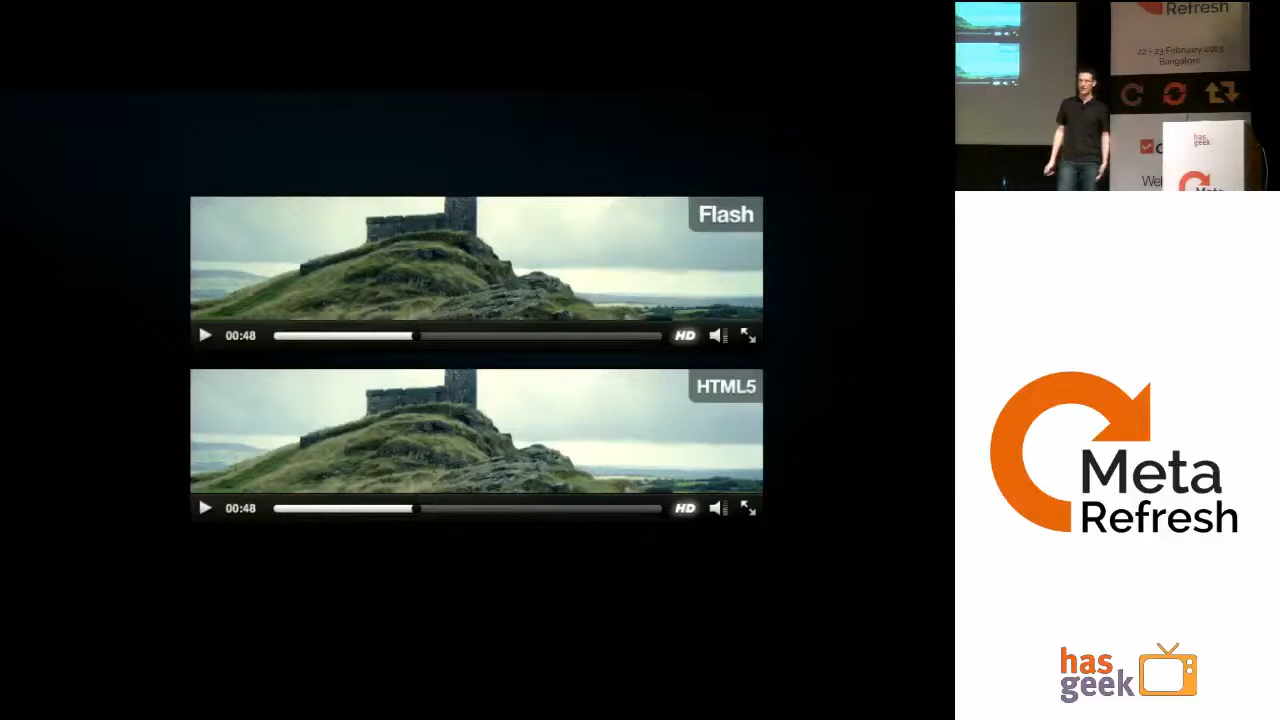 Flash
00:48
HD
HTML5
00:48
HD
Refresh
22 - 23 February 2013
Bangalore
has
geek
Meta
Refresh
has
geek